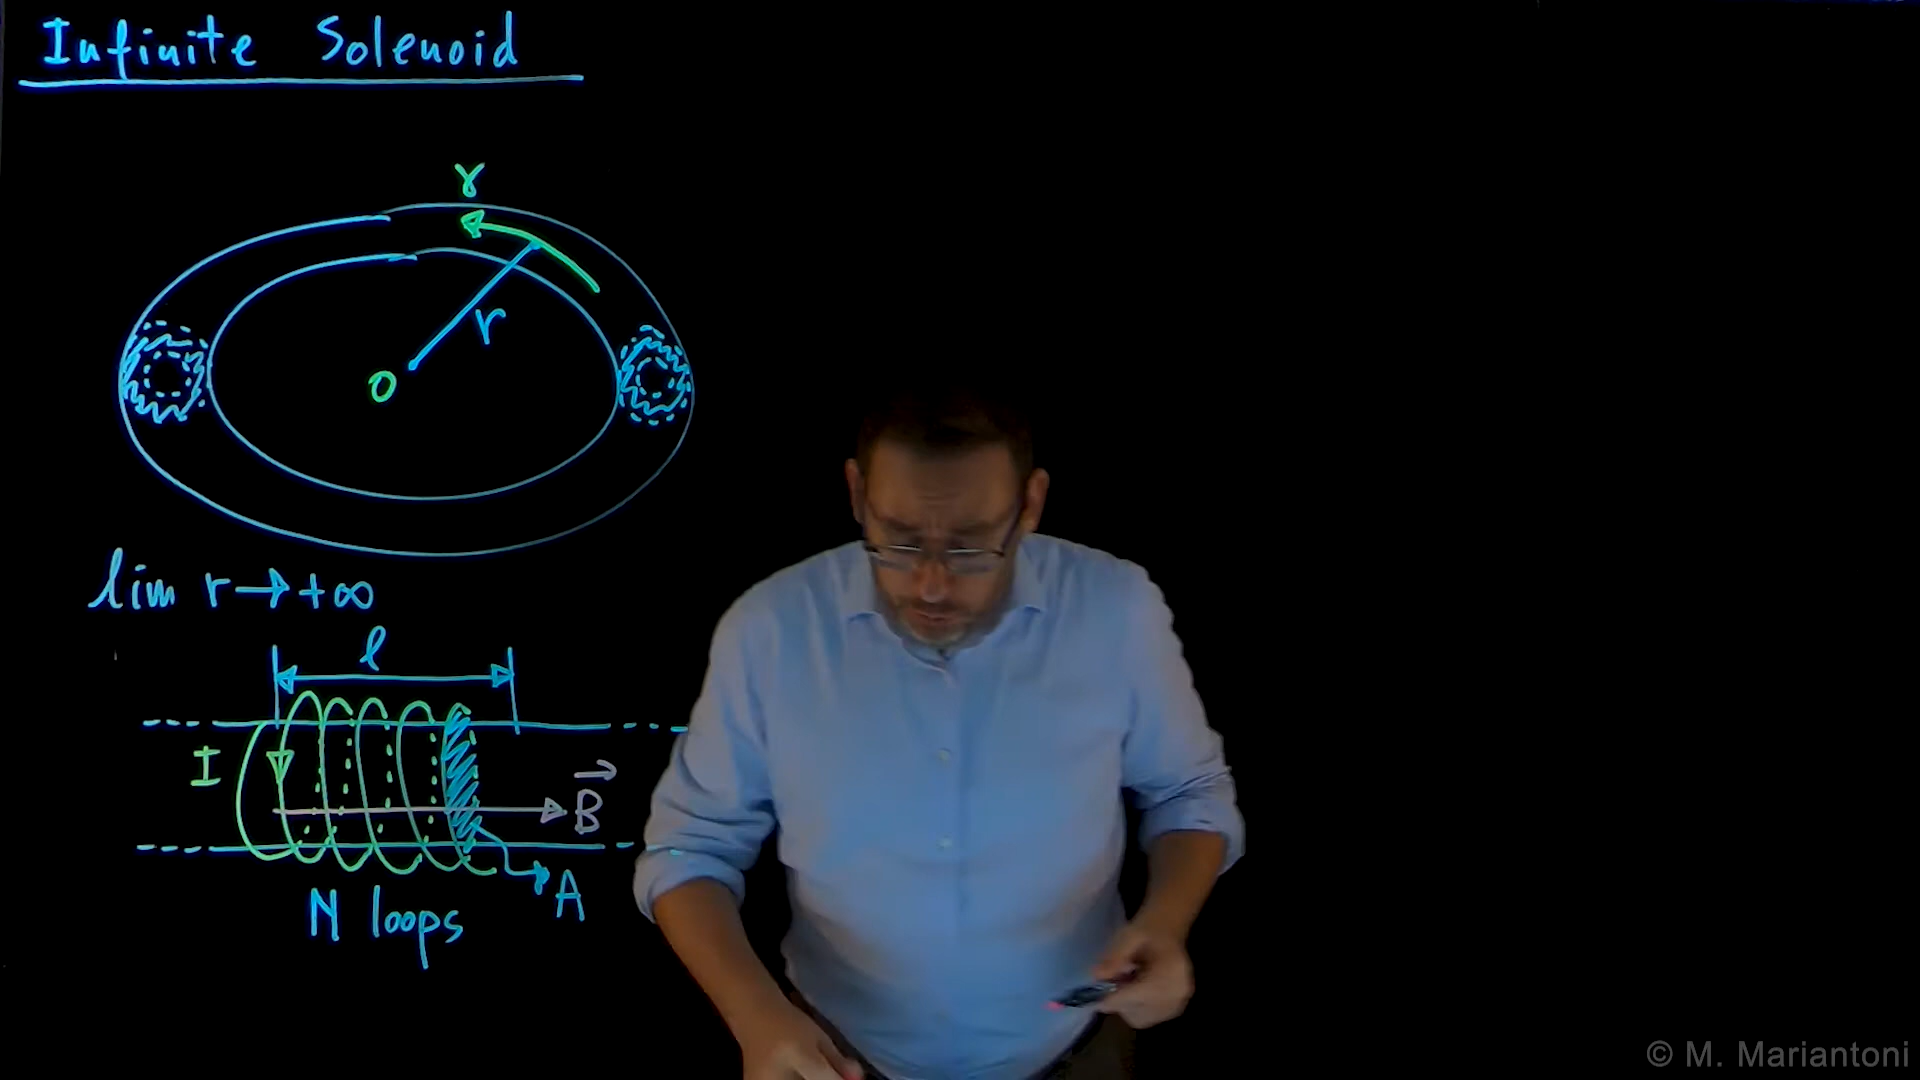 Infinite Solenoid
γ
r
O
lim r → +∞
l
I
B⃗
A
N loops
© M. Mariantoni